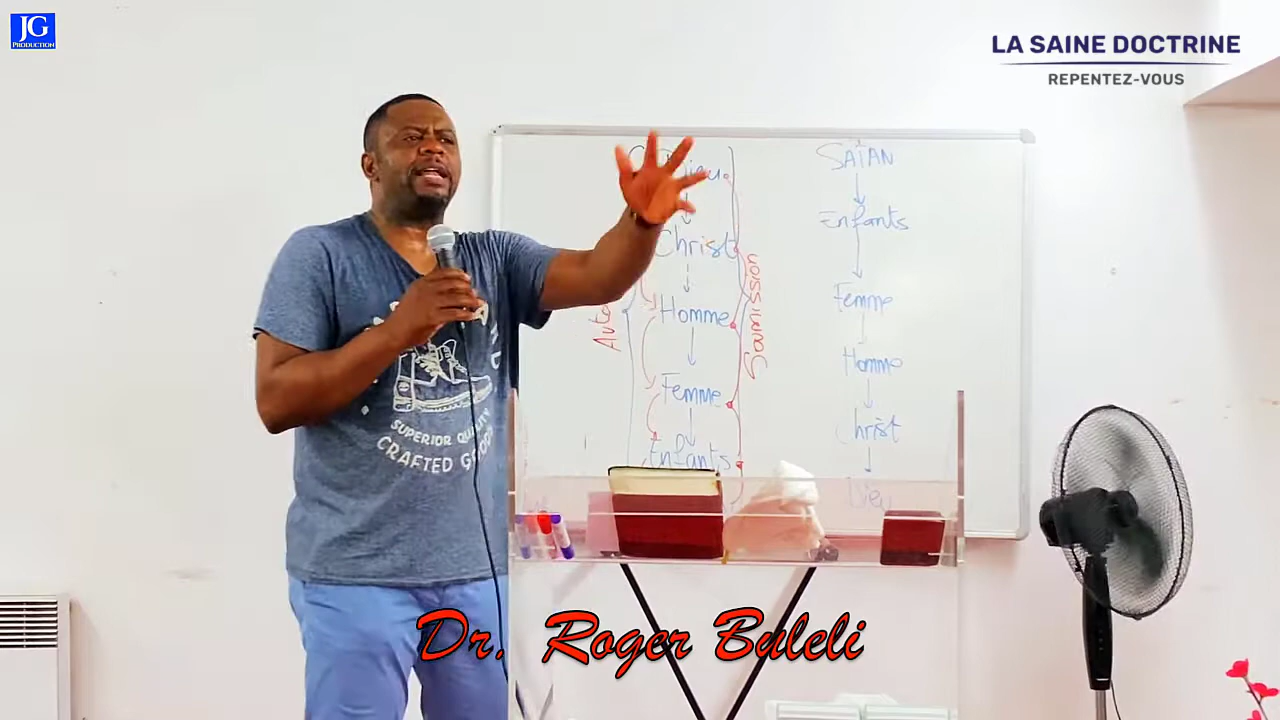 JG
PRODUCTION
LA SAINE DOCTRINE
REPENTEZ-VOUS
Christ
Homme
Femme
Enfants
Soumission
SATAN
Enfants
Femme
Homme
Christ
SUPERIOR
CRAFTED
Dr. Roger Buleli